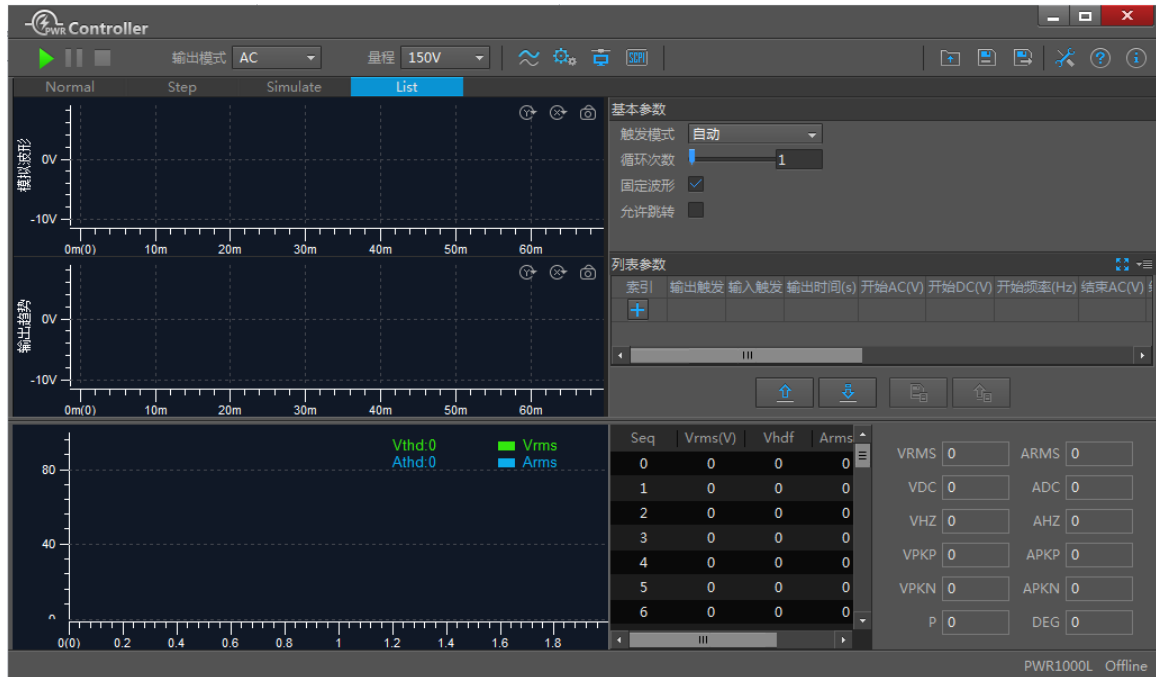 PWR Controller
输出模式 AC 量程 150V SCPI
Normal Step Simulate List
模拟波形
0V
-10V
0m(0) 10m 20m 30m 40m 50m 60m
输出趋势
0V
-10V
0m(0) 10m 20m 30m 40m 50m 60m
基本参数
触发模式 自动
循环次数 1
固定波形
允许跳转
列表参数
索引 输出触发 输入触发 输出时间(s) 开始AC(V) 开始DC(V) 开始频率(Hz) 结束AC(V)
Vthd:0 Vrms
Athd:0 Arms
80
40
0
0(0) 0.2 0.4 0.6 0.8 1 1.2 1.4 1.6 1.8
Seq Vrms(V) Vhdf Arms
0 0 0 0
1 0 0 0
2 0 0 0
3 0 0 0
4 0 0 0
5 0 0 0
6 0 0 0
VRMS 0 ARMS 0
VDC 0 ADC 0
VHZ 0 AHZ 0
VPKP 0 APKP 0
VPKN 0 APKN 0
P 0 DEG 0
PWR1000L Offline